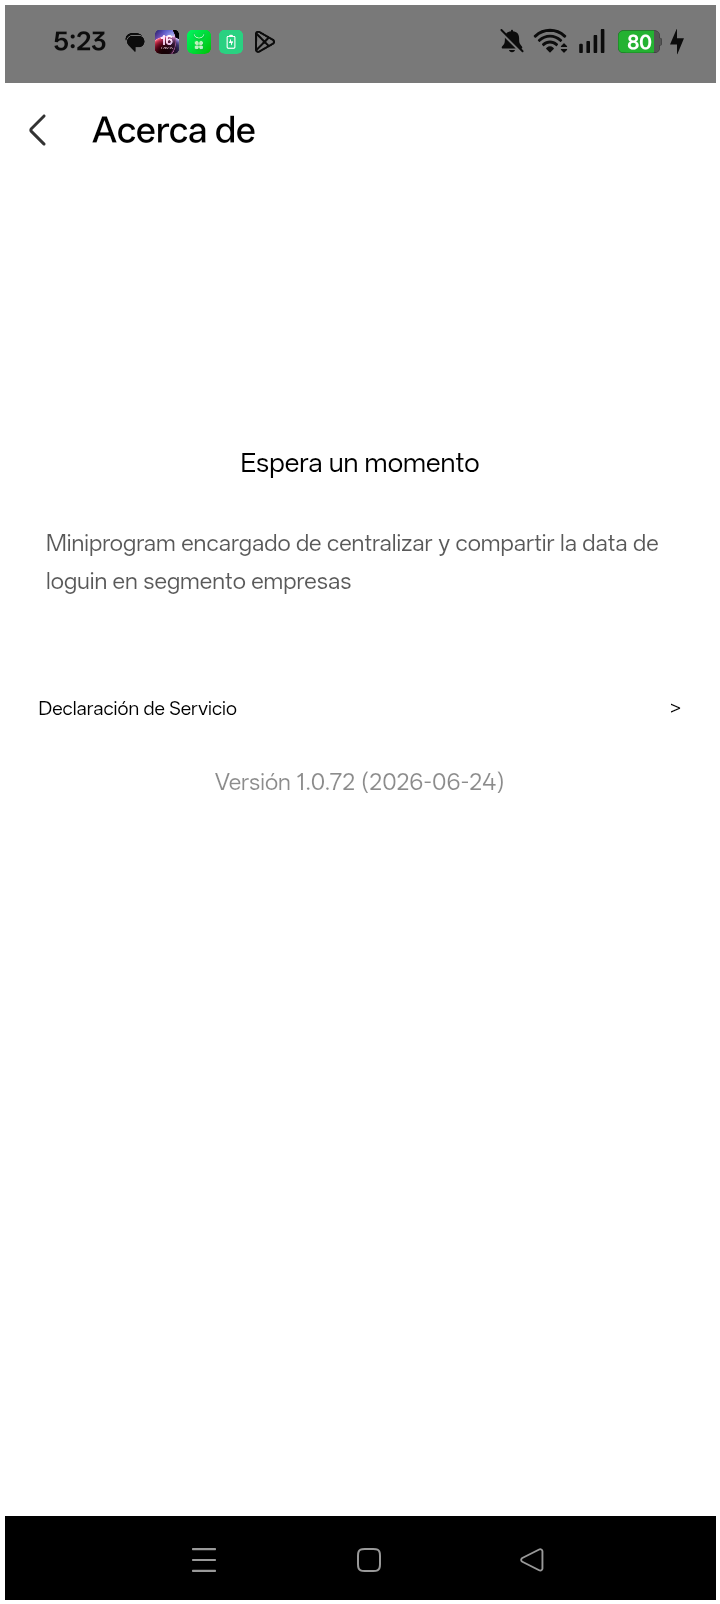 5:23
16
80
Acerca de
Espera un momento
Miniprogram encargado de centralizar y compartir la data de
loguin en segmento empresas
Declaración de Servicio >
Versión 1.0.72 (2026-06-24)